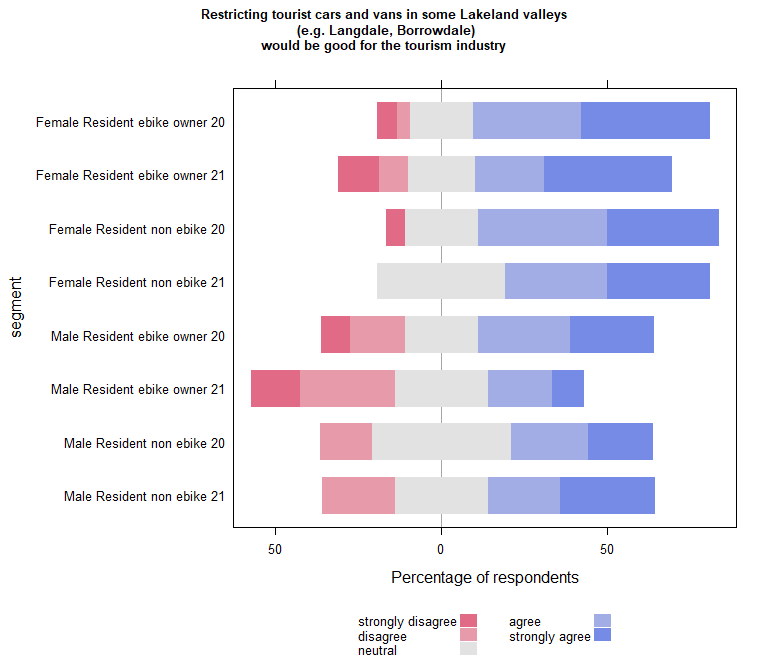 Restricting tourist cars and vans in some Lakeland valleys
(e.g. Langdale, Borrowdale)
would be good for the tourism industry
Female Resident ebike owner 20
Female Resident ebike owner 21
Female Resident non ebike 20
Female Resident non ebike 21
Male Resident ebike owner 20
Male Resident ebike owner 21
Male Resident non ebike 20
Male Resident non ebike 21
segment
50 0 50
Percentage of respondents
strongly disagree agree
disagree strongly agree
neutral